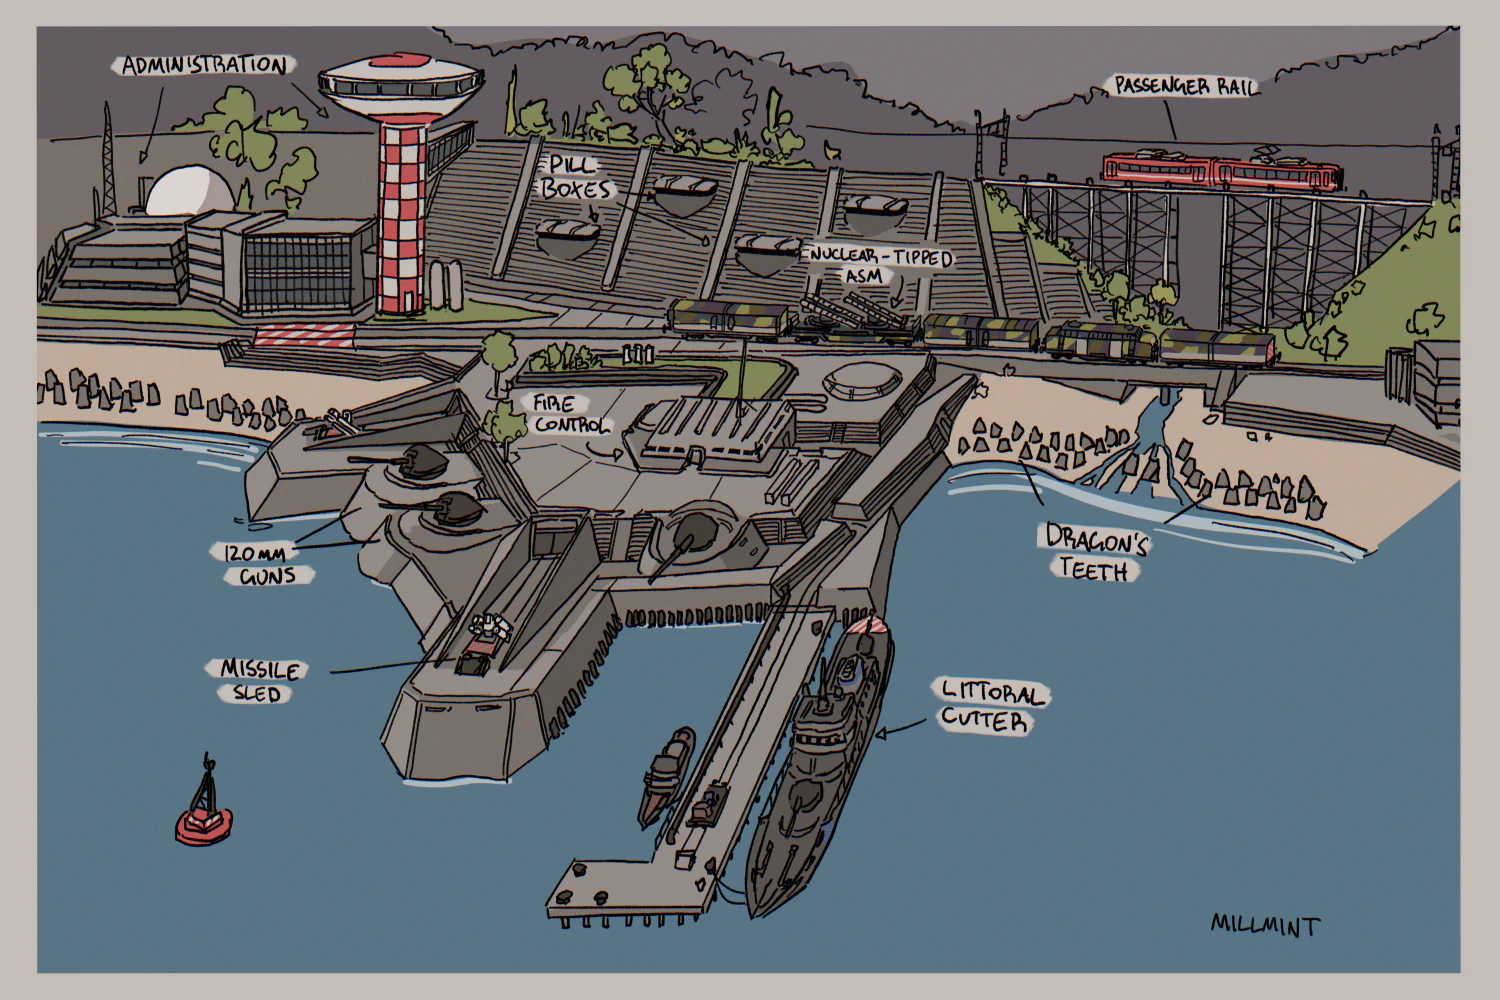 ADMINISTRATION
PASSENGER RAIL
PILL
BOXES
NUCLEAR-TIPPED
ASM
FIRE
CONTROL
120MM
GUNS
DRAGON'S
TEETH
MISSILE
SLED
LITTORAL
CUTTER
MILLMINT